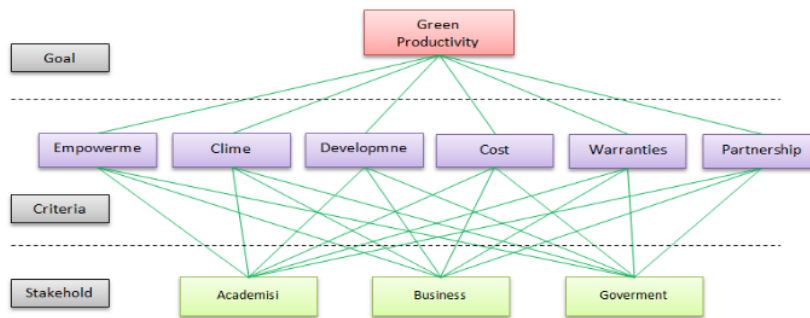 Green
Productivity
Goal
Empowerme
Clime
Developmne
Cost
Warranties
Partnership
Criteria
Stakehold
Academisi
Business
Goverment